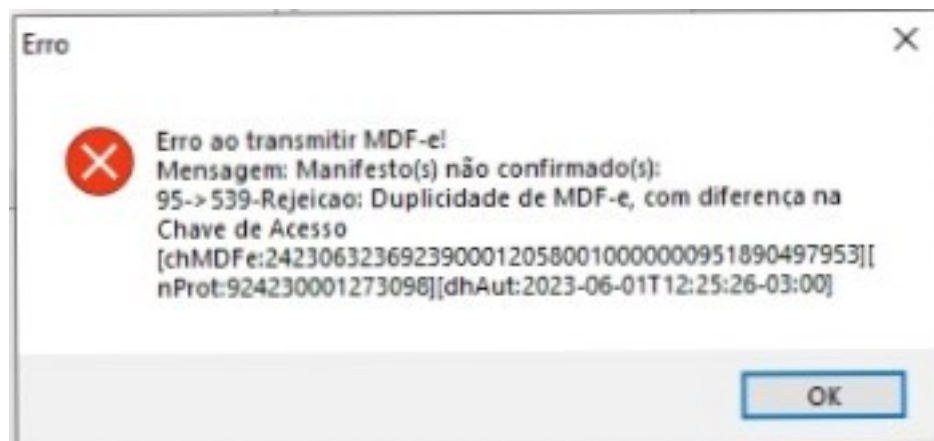 Erro
Erro ao transmitir MDF-e!
Mensagem: Manifesto(s) não confirmado(s):
95->539-Rejeicao: Duplicidade de MDF-e, com diferença na
Chave de Acesso
[chMDFe:24230632369239000120580010000000951890497953][
nProt:924230001273098][dhAut:2023-06-01T12:25:26-03:00]
OK